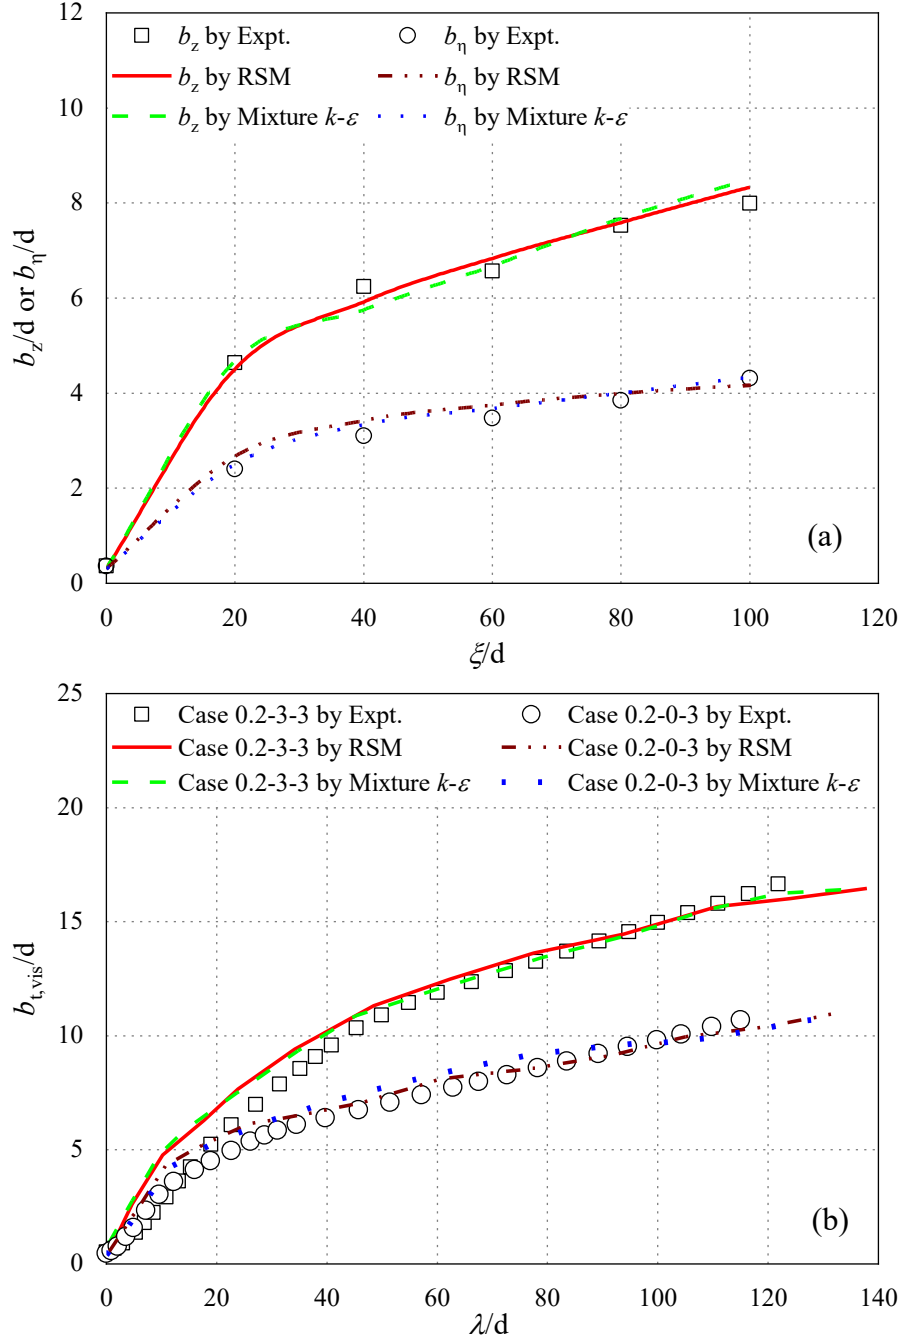 12
b_z by Expt. b_η by Expt.
b_z by RSM b_η by RSM
b_z by Mixture k-ε b_η by Mixture k-ε
10
8
6
4
2
0
b_z/d or b_η/d
(a)
0 20 40 60 80 100 120
ξ/d
25
Case 0.2-3-3 by Expt. Case 0.2-0-3 by Expt.
Case 0.2-3-3 by RSM Case 0.2-0-3 by RSM
Case 0.2-3-3 by Mixture k-ε Case 0.2-0-3 by Mixture k-ε
20
15
10
5
0
b_t,vis/d
(b)
0 20 40 60 80 100 120 140
λ/d